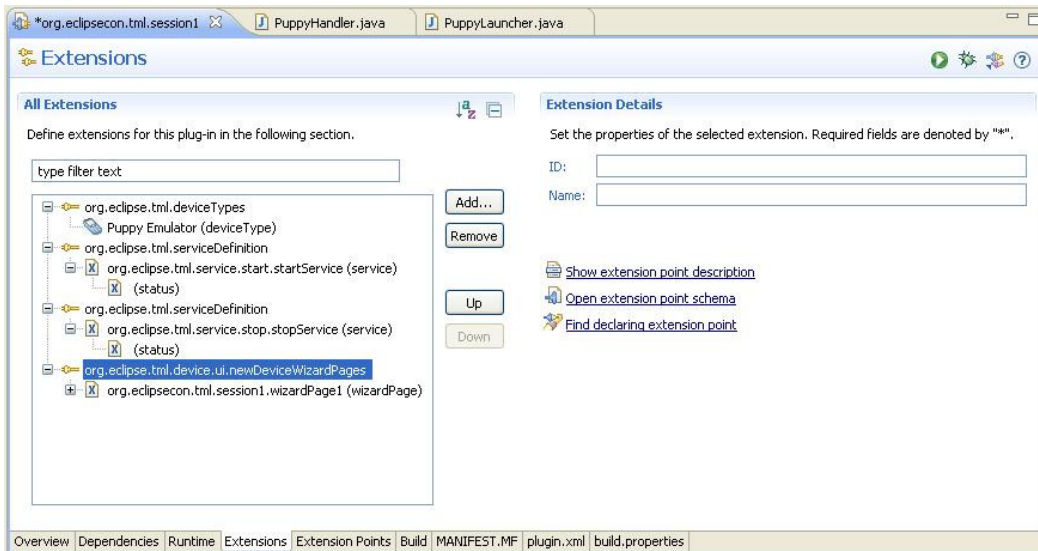 *org.eclipsecon.tml.session1 PuppyHandler.java PuppyLauncher.java
Extensions
All Extensions
Define extensions for this plug-in in the following section.
type filter text
org.eclipse.tml.deviceTypes
Puppy Emulator (deviceType)
org.eclipse.tml.serviceDefinition
org.eclipse.tml.service.start.startService (service)
(status)
org.eclipse.tml.serviceDefinition
org.eclipse.tml.service.stop.stopService (service)
(status)
org.eclipse.tml.device.ui.newDeviceWizardPages
org.eclipsecon.tml.session1.wizardPage1 (wizardPage)
Add...
Remove
Up
Down
Extension Details
Set the properties of the selected extension. Required fields are denoted by "*".
ID:
Name:
Show extension point description
Open extension point schema
Find declaring extension point
Overview Dependencies Runtime Extensions Extension Points Build MANIFEST.MF plugin.xml build.properties